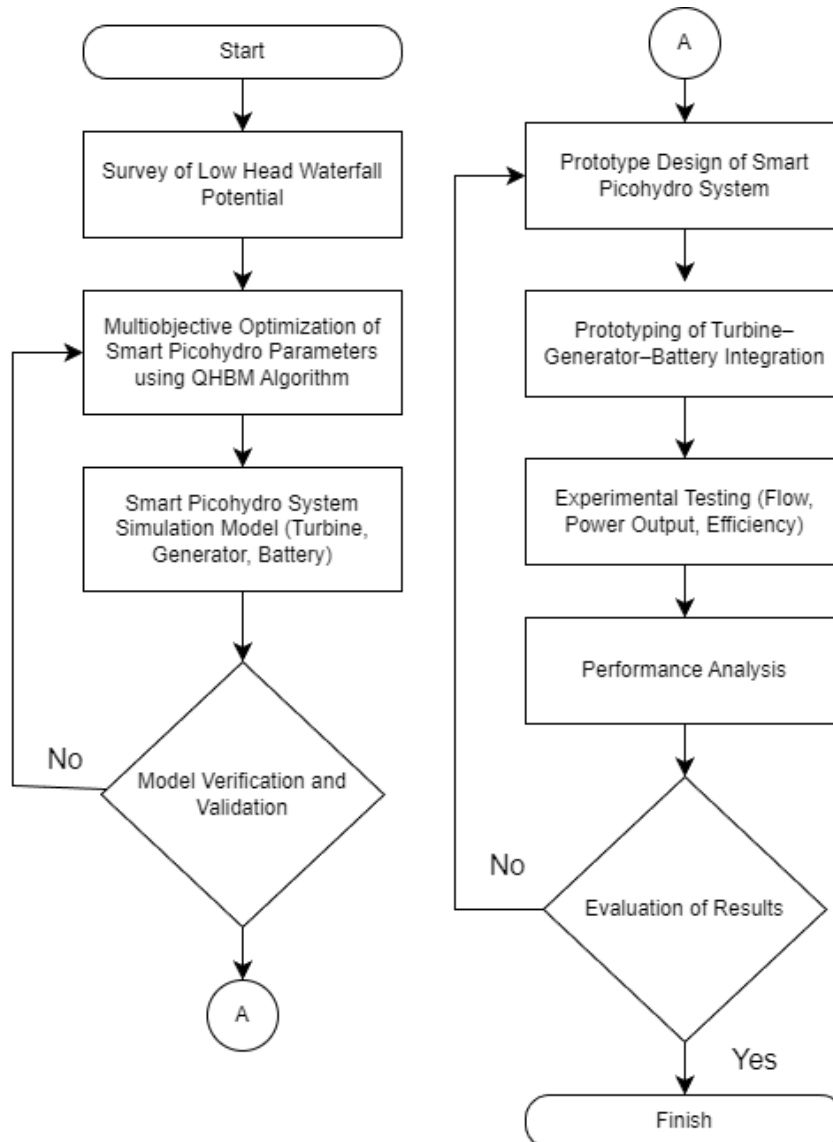 Start
Survey of Low Head Waterfall
Potential
Multiobjective Optimization of
Smart Picohydro Parameters
using QHBM Algorithm
Smart Picohydro System
Simulation Model (Turbine,
Generator, Battery)
No
Model Verification and
Validation
A
A
Prototype Design of Smart
Picohydro System
Prototyping of Turbine–
Generator–Battery Integration
Experimental Testing (Flow,
Power Output, Efficiency)
Performance Analysis
No
Evaluation of Results
Yes
Finish